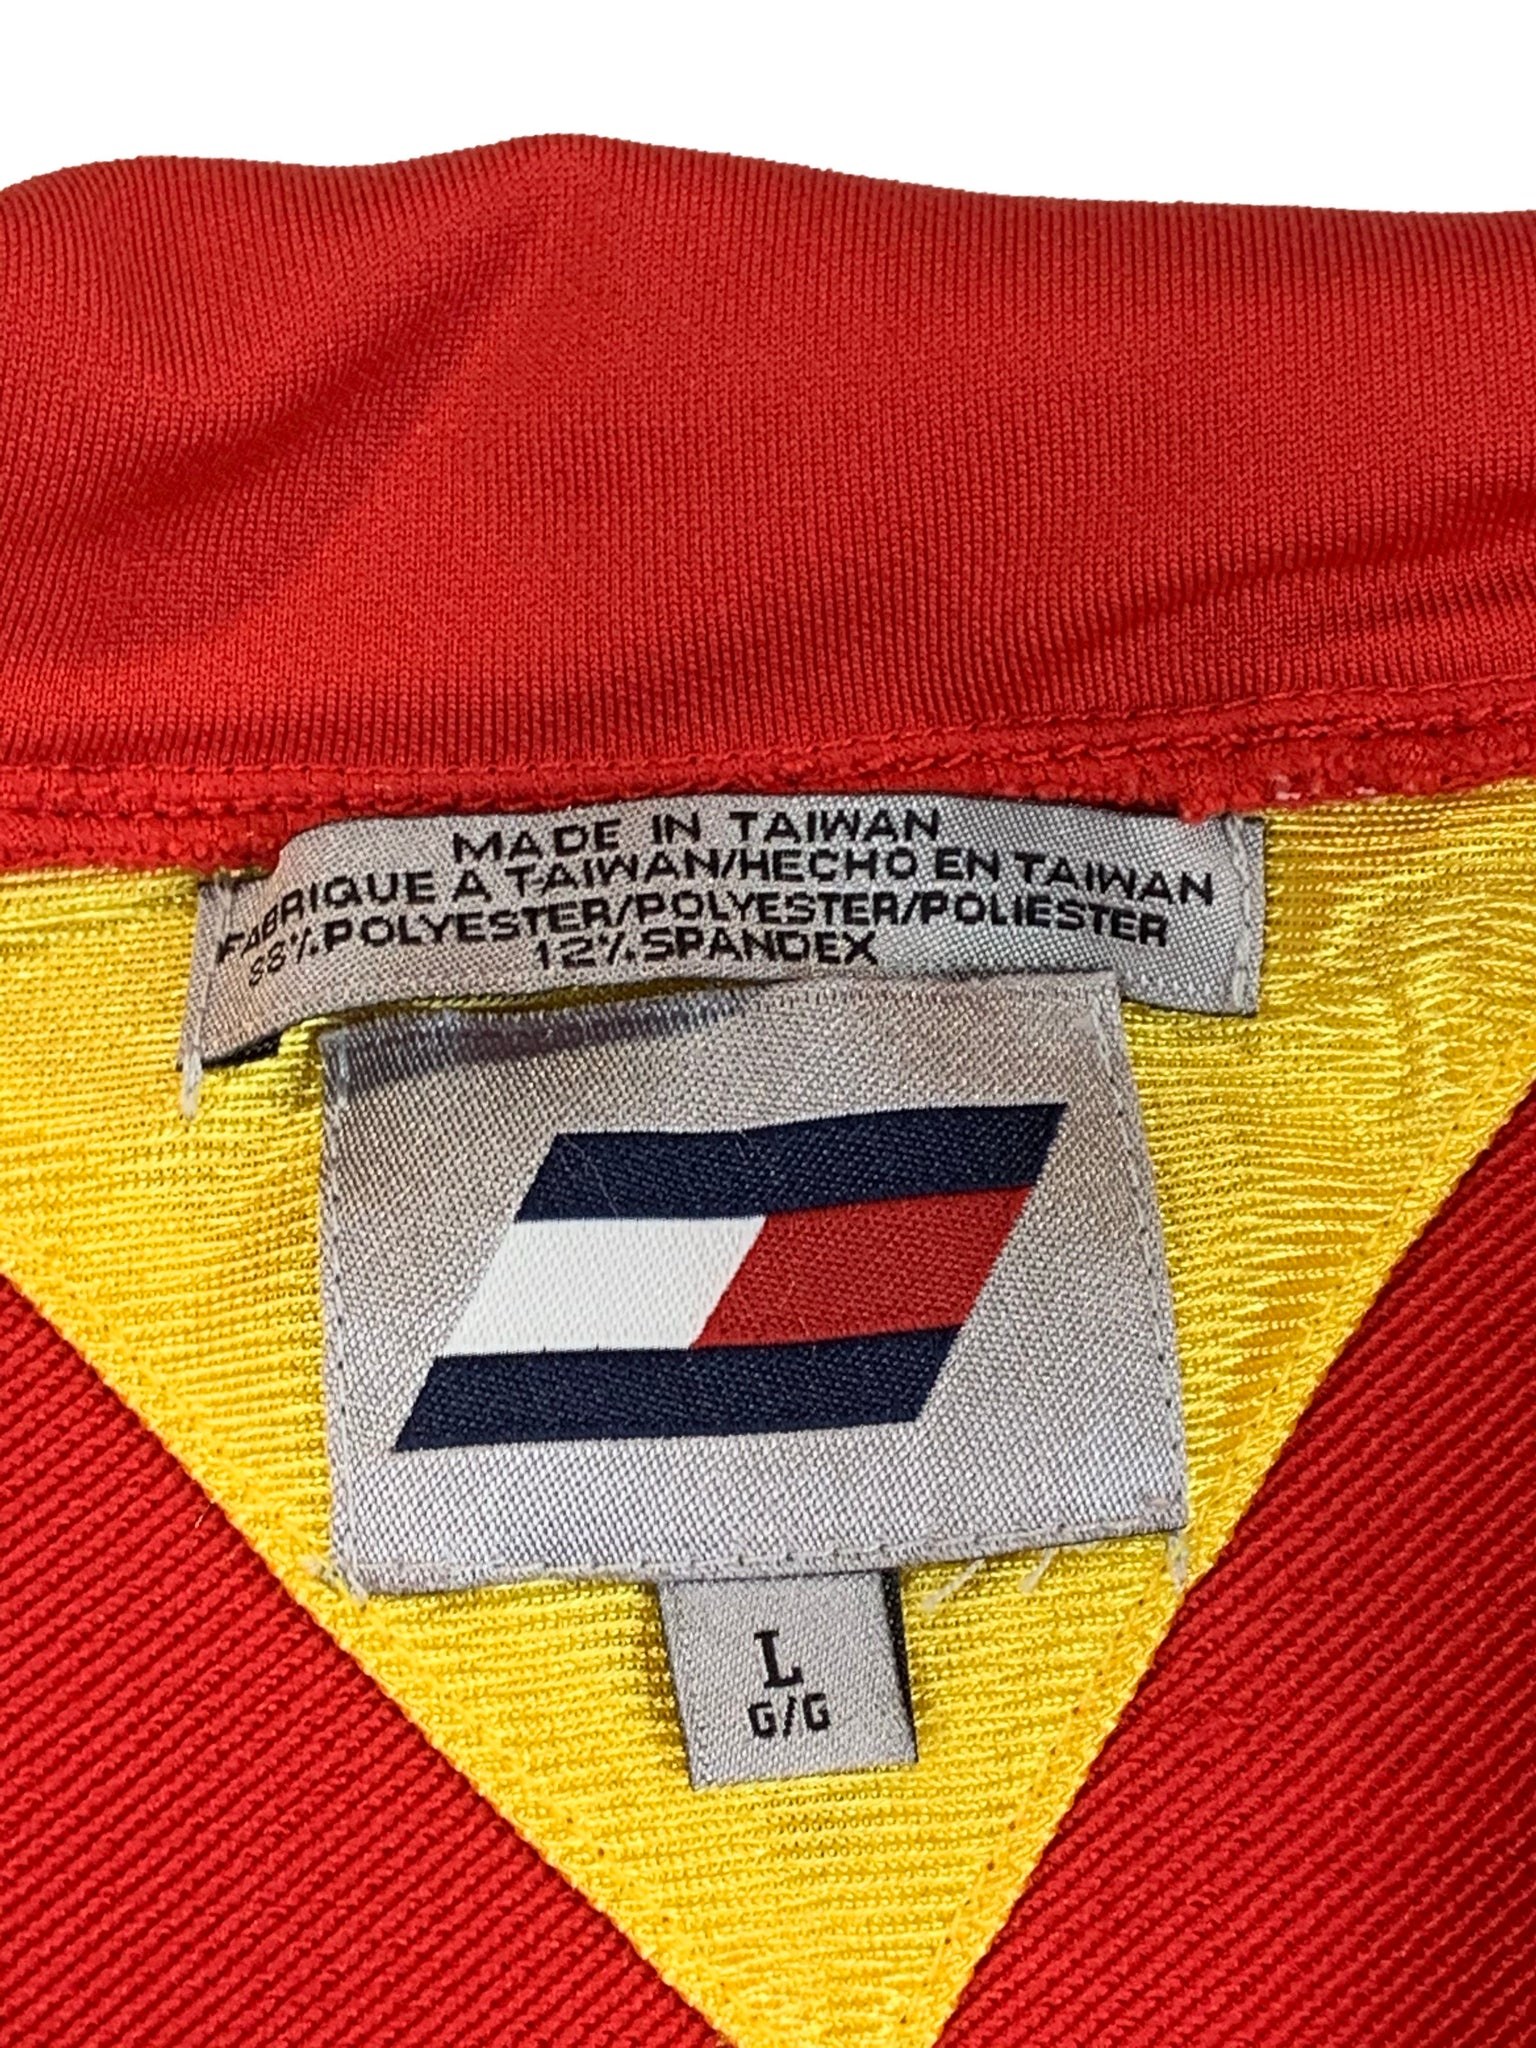 MADE IN TAIWAN
FABRIQUE A TAIWAN/HECHO EN TAIWAN
88% POLYESTER/POLYESTER/POLIESTER
12% SPANDEX
L
G/G